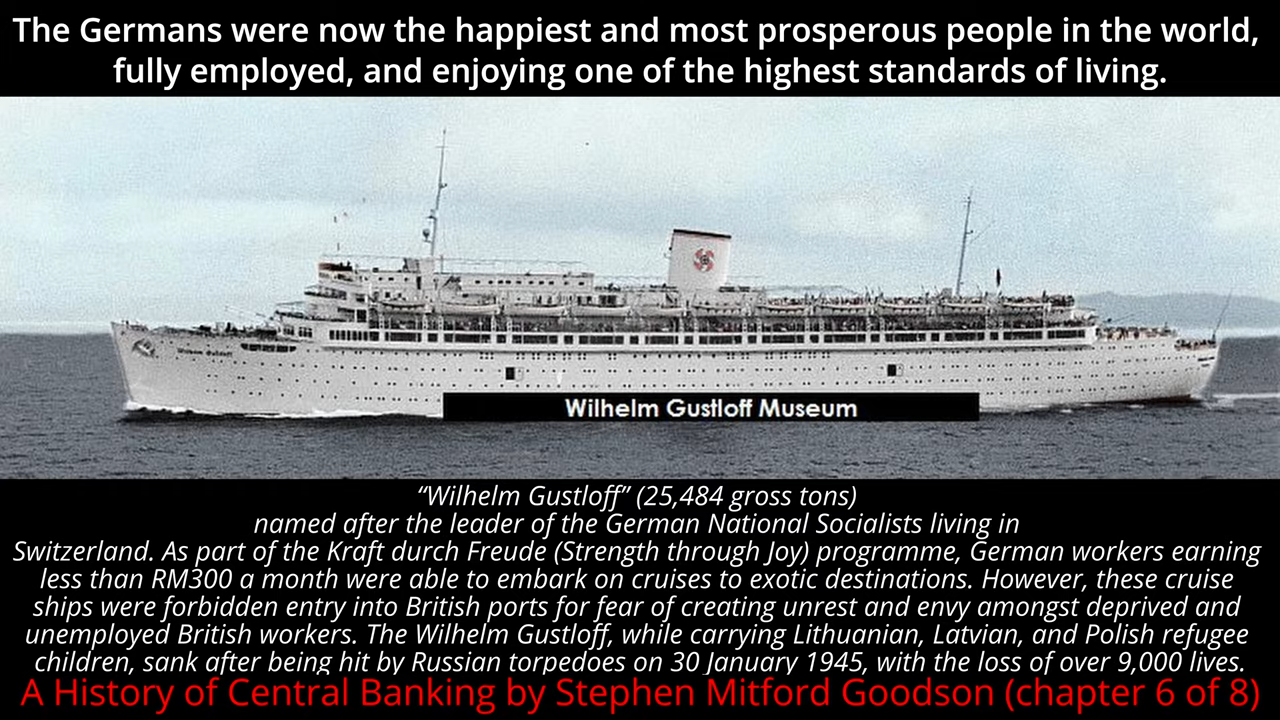 The Germans were now the happiest and most prosperous people in the world,
fully employed, and enjoying one of the highest standards of living.
Wilhelm Gustloff
Wilhelm Gustloff Museum
“Wilhelm Gustloff” (25,484 gross tons)
named after the leader of the German National Socialists living in
Switzerland. As part of the Kraft durch Freude (Strength through Joy) programme, German workers earning
less than RM300 a month were able to embark on cruises to exotic destinations. However, these cruise
ships were forbidden entry into British ports for fear of creating unrest and envy amongst deprived and
unemployed British workers. The Wilhelm Gustloff, while carrying Lithuanian, Latvian, and Polish refugee
children, sank after being hit by Russian torpedoes on 30 January 1945, with the loss of over 9,000 lives.
A History of Central Banking by Stephen Mitford Goodson (chapter 6 of 8)